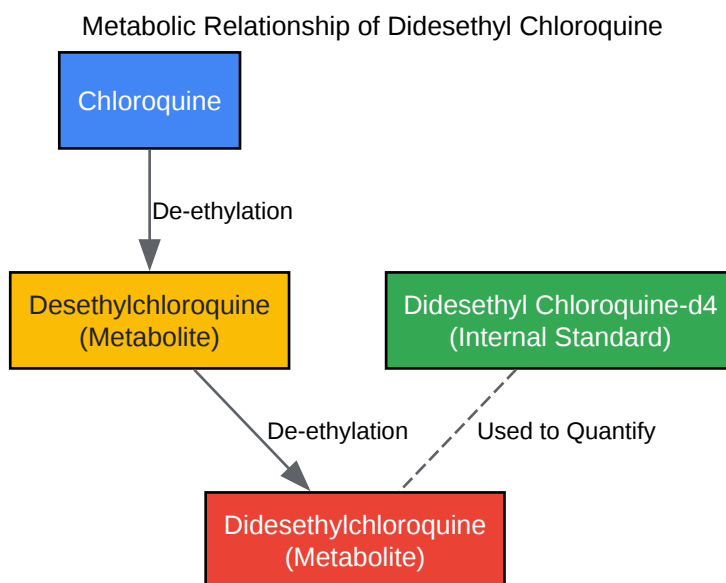 Metabolic Relationship of Didesethyl Chloroquine
Chloroquine
De-ethylation
Desethylchloroquine
(Metabolite)
Didesethyl Chloroquine-d4
(Internal Standard)
De-ethylation
Used to Quantify
Didesethylchloroquine
(Metabolite)